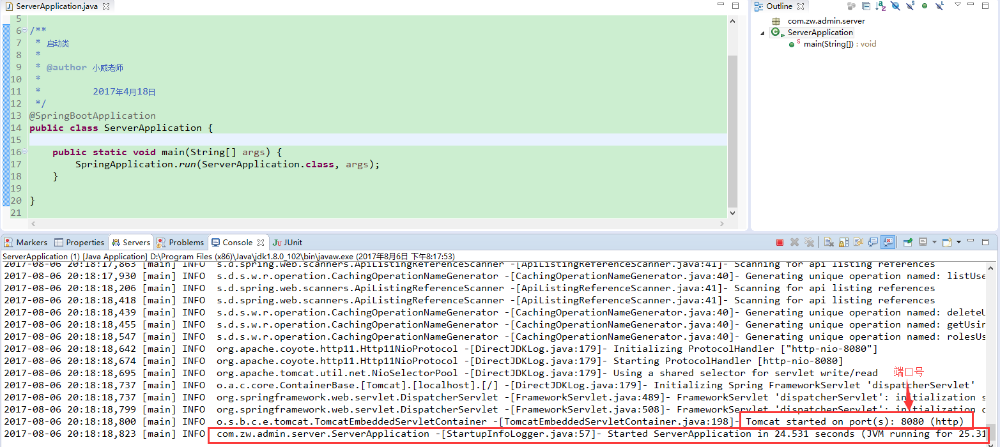 ServerApplication.java
5
6 /**
7 * 启动类
8 *
9 * @author 小威老师
10 *
11 * 2017年4月18日
12 */
13 @SpringBootApplication
14 public class ServerApplication {
15
16 public static void main(String[] args) {
17 SpringApplication.run(ServerApplication.class, args);
18 }
19
20 }
21
Outline
com.zw.admin.server
ServerApplication
main(String[]) : void
Markers Properties Servers Problems Console JUnit
ServerApplication (1) [Java Application] D:\Program Files (x86)\Java\jdk1.8.0_102\bin\javaw.exe (2017年8月6日 下午8:17:53)
2017-08-06 20:18:17,863 [main] INFO s.d.spring.web.scanners.ApiListingReferenceScanner -[ApiListingReferenceScanner.java:41]- Scanning for api listing references
2017-08-06 20:18:17,930 [main] INFO s.d.s.w.r.operation.CachingOperationNameGenerator -[CachingOperationNameGenerator.java:40]- Generating unique operation named: listUse
2017-08-06 20:18:18,206 [main] INFO s.d.spring.web.scanners.ApiListingReferenceScanner -[ApiListingReferenceScanner.java:41]- Scanning for api listing references
2017-08-06 20:18:18,418 [main] INFO s.d.spring.web.scanners.ApiListingReferenceScanner -[ApiListingReferenceScanner.java:41]- Scanning for api listing references
2017-08-06 20:18:18,439 [main] INFO s.d.s.w.r.operation.CachingOperationNameGenerator -[CachingOperationNameGenerator.java:40]- Generating unique operation named: deleteU
2017-08-06 20:18:18,455 [main] INFO s.d.s.w.r.operation.CachingOperationNameGenerator -[CachingOperationNameGenerator.java:40]- Generating unique operation named: getUsin
2017-08-06 20:18:18,547 [main] INFO s.d.s.w.r.operation.CachingOperationNameGenerator -[CachingOperationNameGenerator.java:40]- Generating unique operation named: rolesUs
2017-08-06 20:18:18,642 [main] INFO org.apache.coyote.http11.Http11NioProtocol -[DirectJDKLog.java:179]- Initializing ProtocolHandler ["http-nio-8080"]
2017-08-06 20:18:18,674 [main] INFO org.apache.coyote.http11.Http11NioProtocol -[DirectJDKLog.java:179]- Starting ProtocolHandler [http-nio-8080]
2017-08-06 20:18:18,695 [main] INFO org.apache.tomcat.util.net.NioSelectorPool -[DirectJDKLog.java:179]- Using a shared selector for servlet write/read
端口号
2017-08-06 20:18:18,737 [main] INFO o.a.c.core.ContainerBase.[Tomcat].[localhost].[/] -[DirectJDKLog.java:179]- Initializing Spring FrameworkServlet 'dispatcherServlet'
2017-08-06 20:18:18,737 [main] INFO org.springframework.web.servlet.DispatcherServlet -[FrameworkServlet.java:489]- FrameworkServlet 'dispatcherServlet': initialization s
2017-08-06 20:18:18,799 [main] INFO org.springframework.web.servlet.DispatcherServlet -[FrameworkServlet.java:508]- FrameworkServlet 'dispatcherServlet': initialization c
2017-08-06 20:18:18,800 [main] INFO o.s.b.c.e.tomcat.TomcatEmbeddedServletContainer -[TomcatEmbeddedServletContainer.java:198]- Tomcat started on port(s): 8080 (http)
2017-08-06 20:18:18,823 [main] INFO com.zw.admin.server.ServerApplication -[StartupInfoLogger.java:57]- Started ServerApplication in 24.531 seconds (JVM running for 25.31